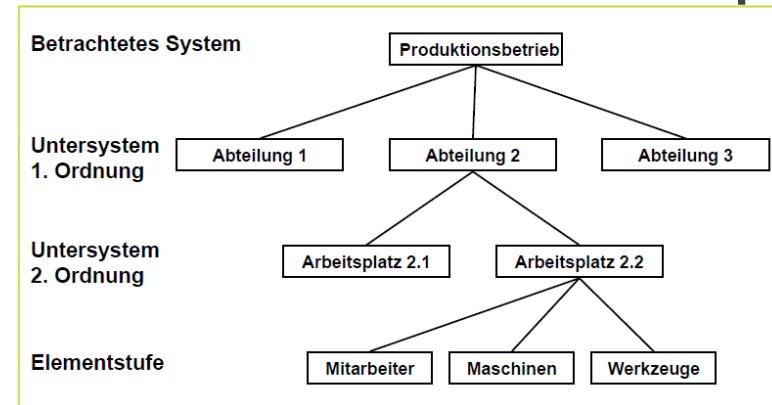 Betrachtetes System
Produktionsbetrieb
Untersystem
1. Ordnung
Abteilung 1
Abteilung 2
Abteilung 3
Untersystem
2. Ordnung
Arbeitsplatz 2.1
Arbeitsplatz 2.2
Elementstufe
Mitarbeiter
Maschinen
Werkzeuge